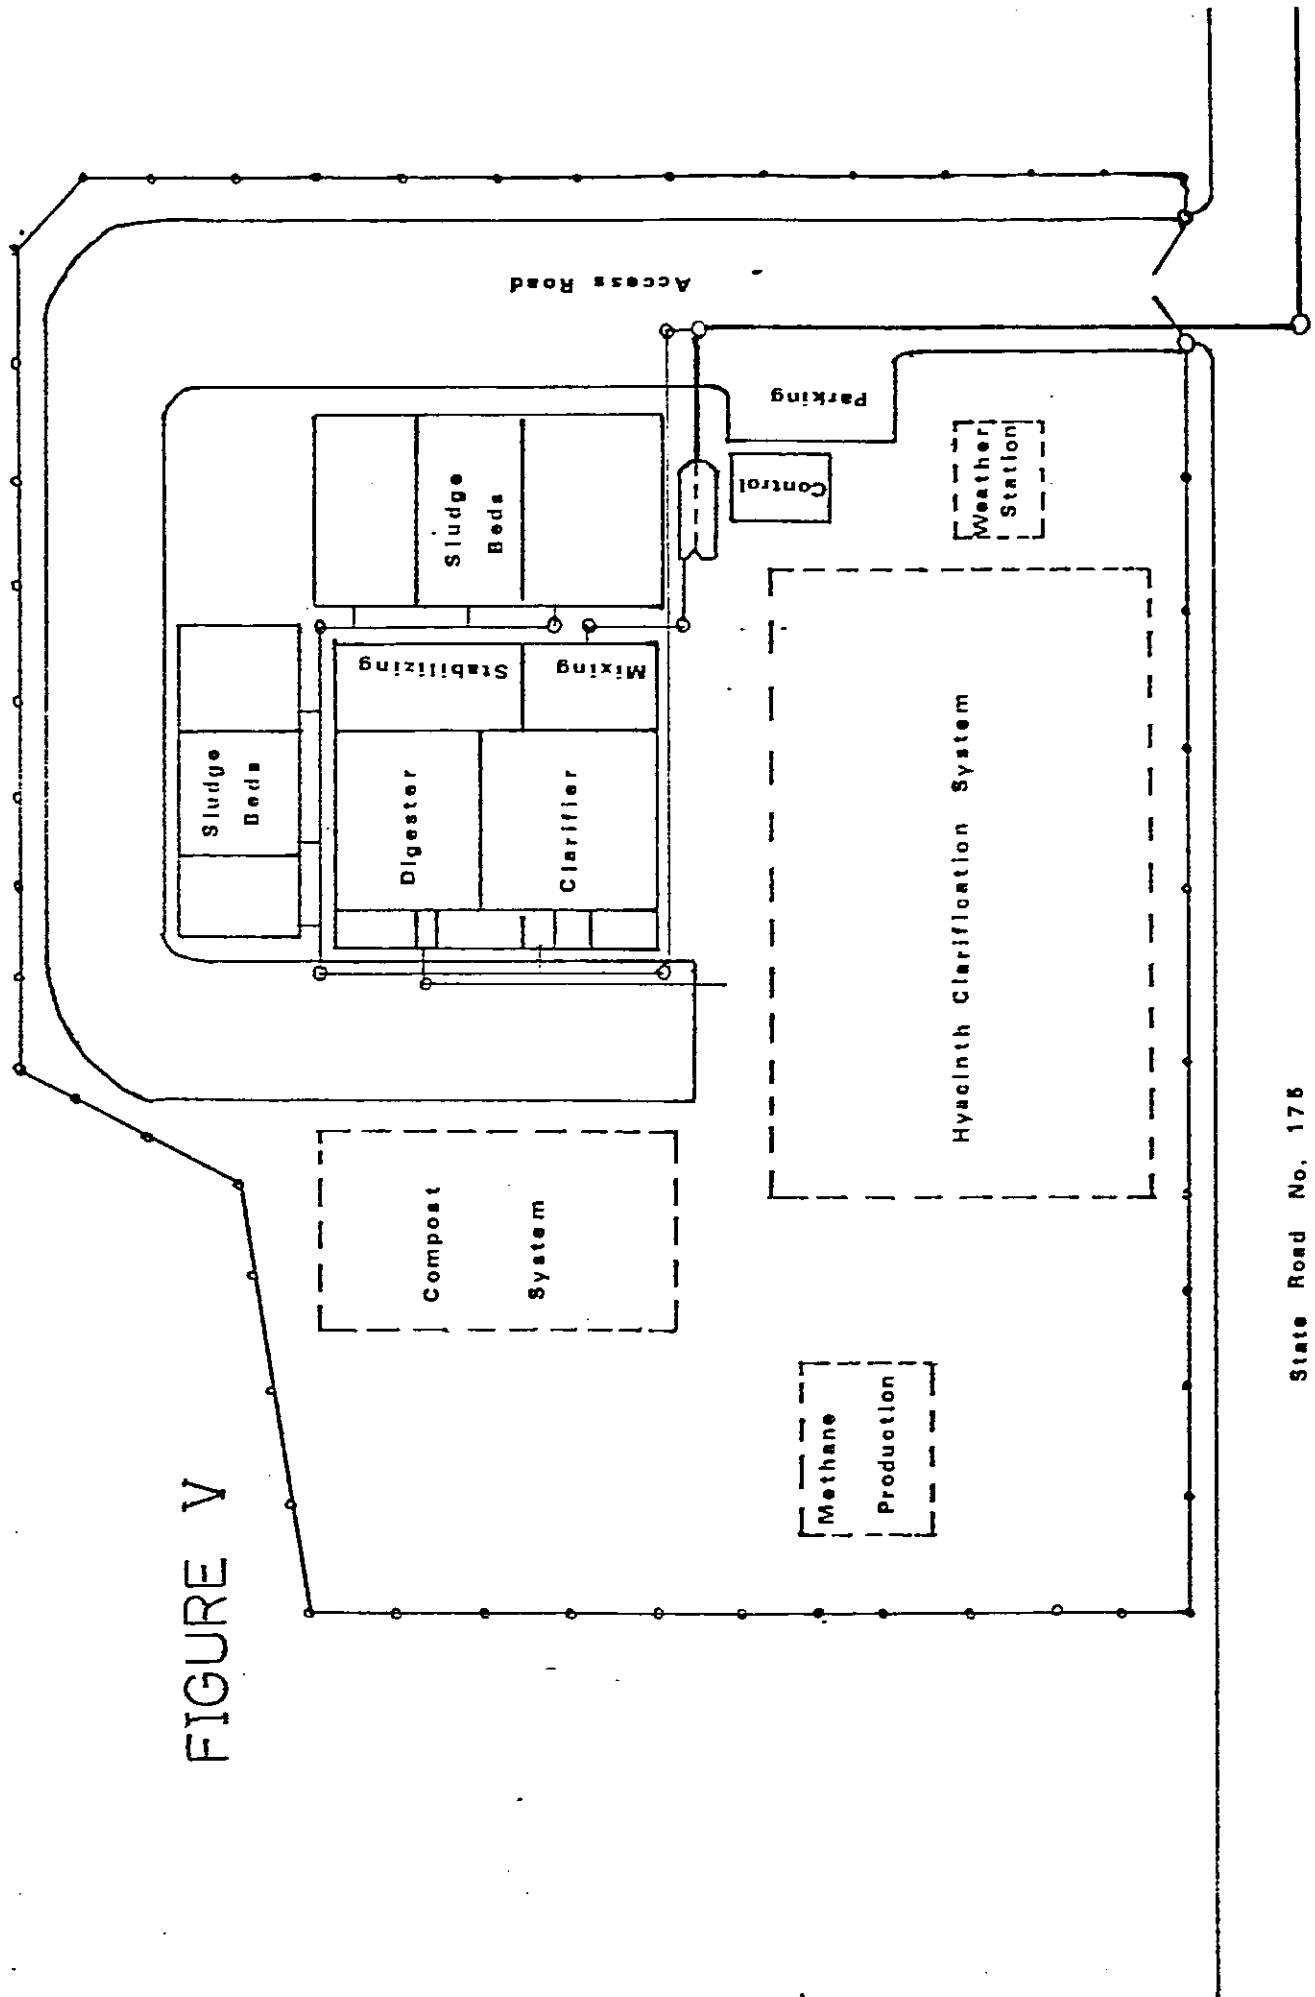 FIGURE V
Access Road
Parking
Sludge
Beds
Control
Weather
Station
Stabilizing
Mixing
Sludge
Beds
Digester
Clarifier
Hyacinth Clarification System
Compost
System
Methane
Production
State Road No. 175